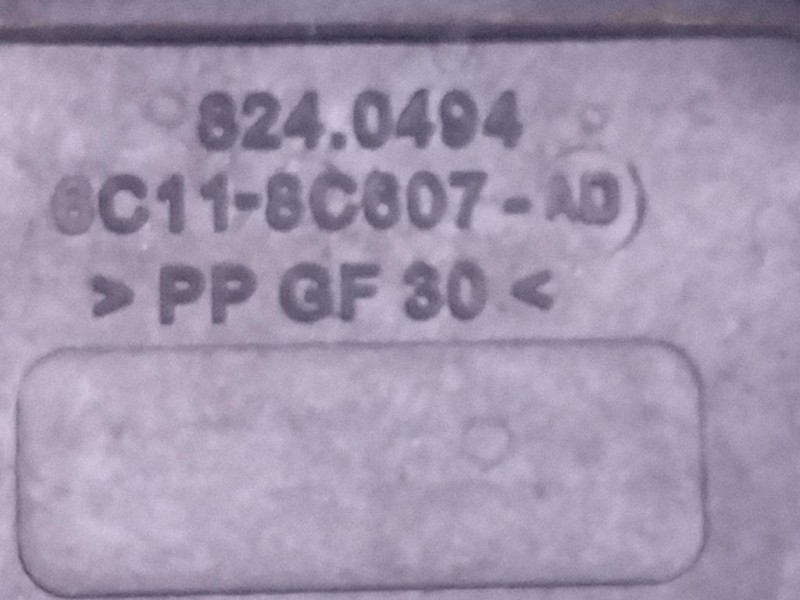 824.0494
6C11-8C607-AD)
> PP GF 30 <